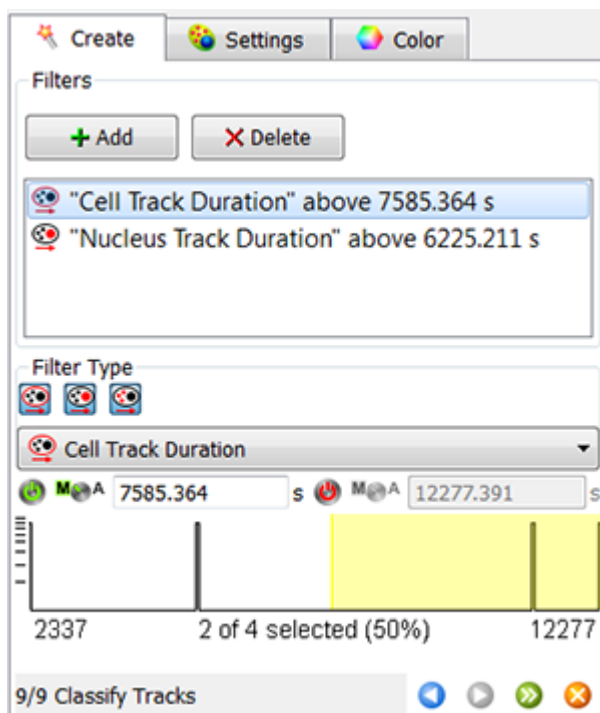 Create Settings Color
Filters
Add Delete
"Cell Track Duration" above 7585.364 s
"Nucleus Track Duration" above 6225.211 s
Filter Type
Cell Track Duration
M A 7585.364 s M A 12277.391 s
2337 2 of 4 selected (50%) 12277
9/9 Classify Tracks